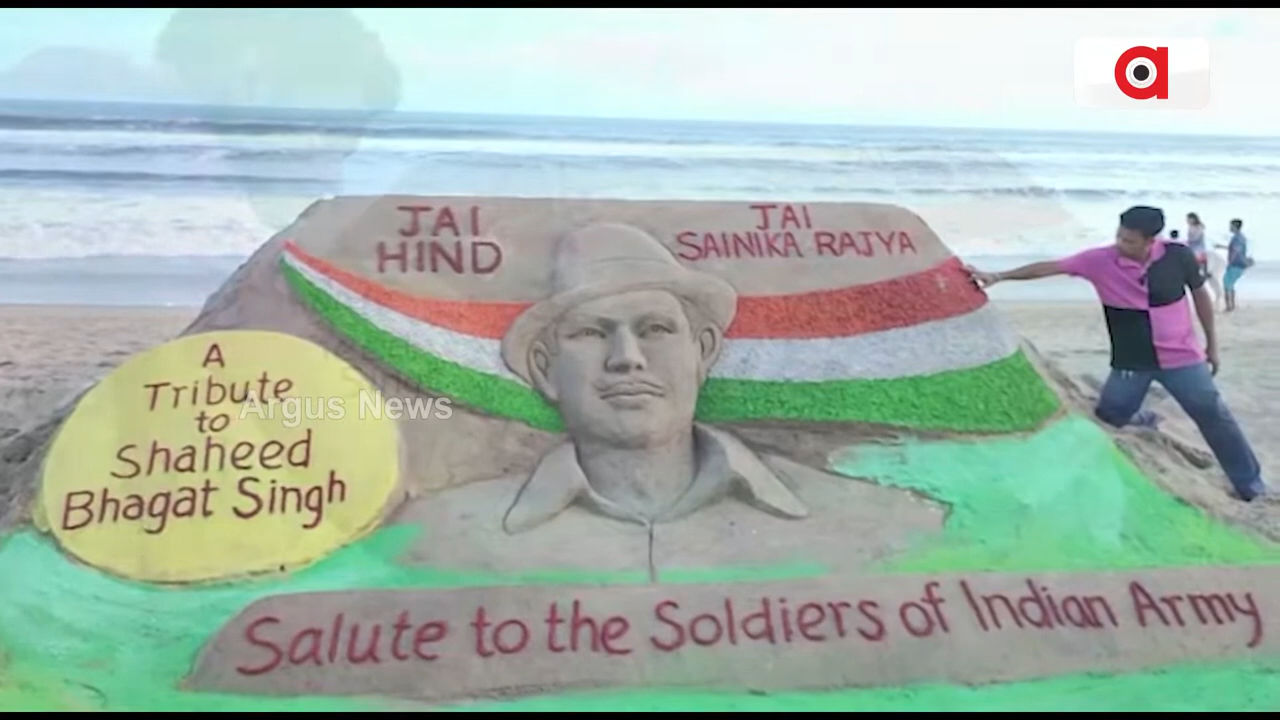 JAI
HIND
JAI
SAINIKA RAJYA
A
Tribute
to
Shaheed
Bhagat Singh
Argus News
Salute to the Soldiers of Indian Army